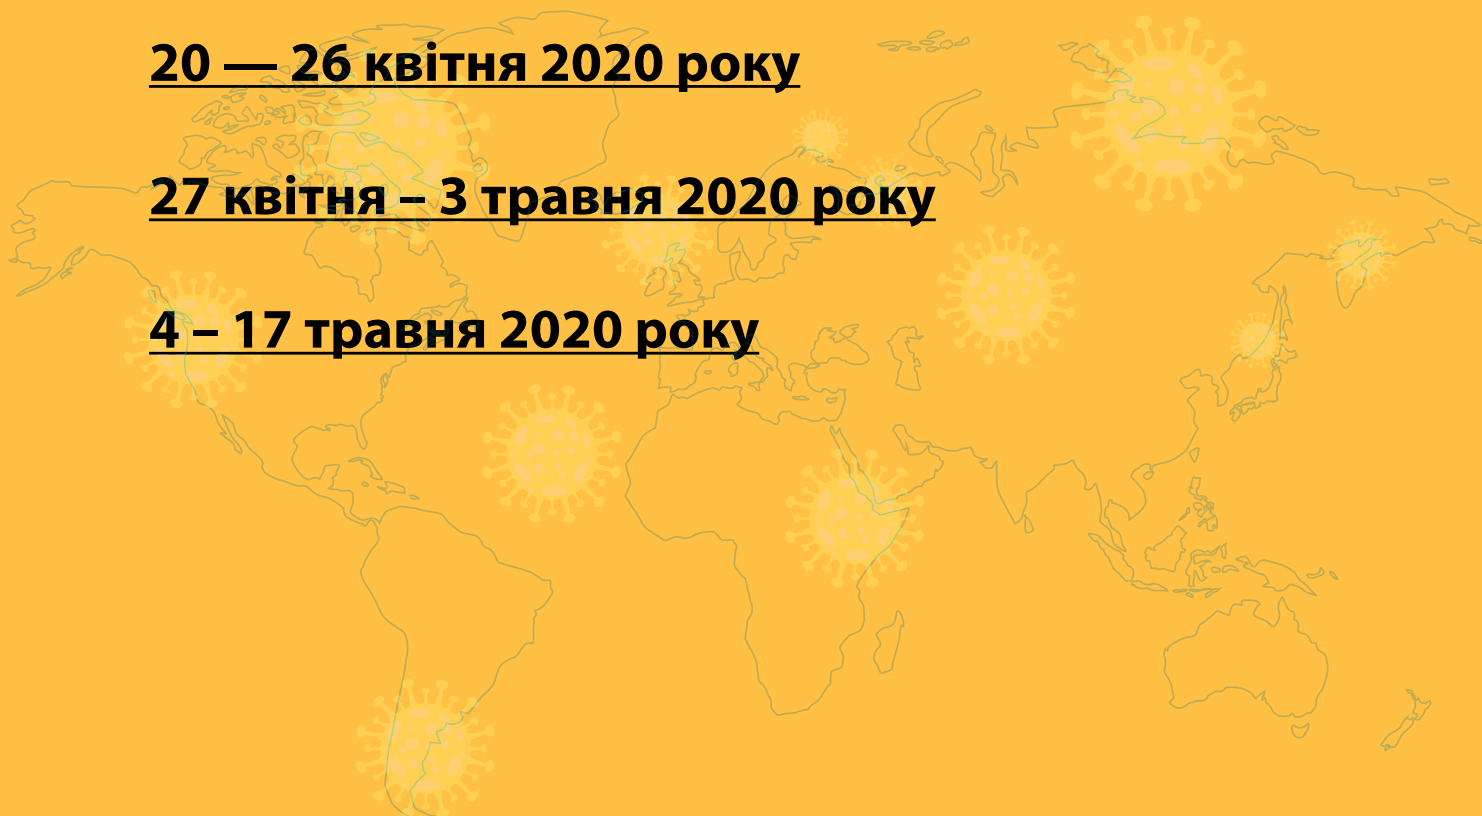 20 — 26 квітня 2020 року
27 квітня – 3 травня 2020 року
4 – 17 травня 2020 року